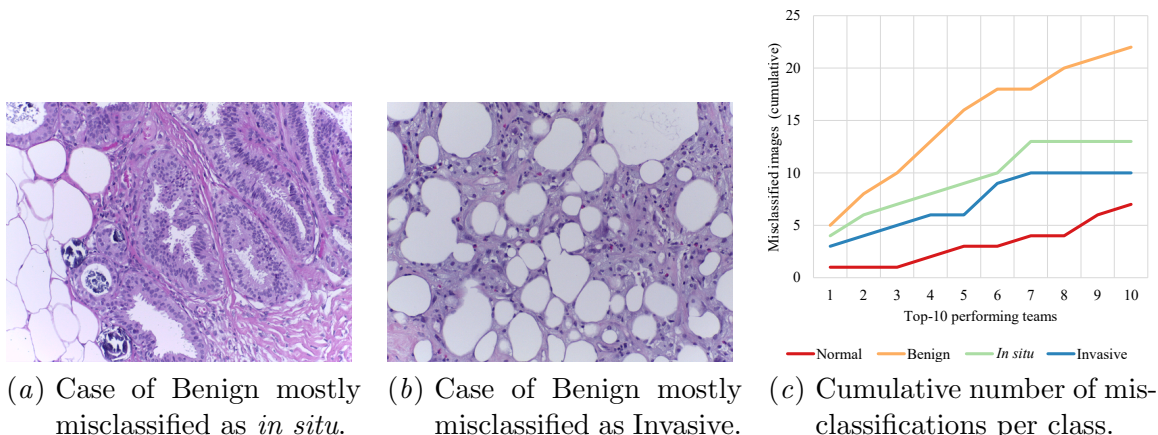 Misclassified images (cumulative)
25
20
15
10
5
0
1 2 3 4 5 6 7 8 9 10
Top-10 performing teams
Normal Benign In situ Invasive
(a) Case of Benign mostly
misclassified as in situ.
(b) Case of Benign mostly
misclassified as Invasive.
(c) Cumulative number of mis-
classifications per class.